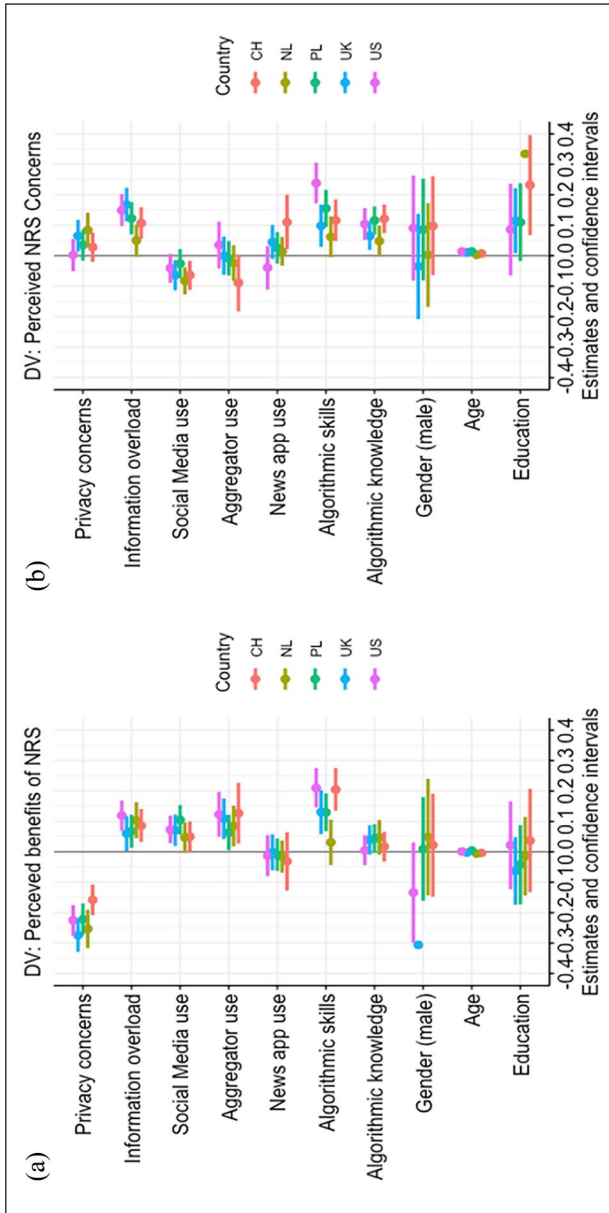 (a)
DV: Perceved benefits of NRS
Privacy concerns
Information overload
Social Media use
Aggregator use
News app use
Algorithmic skills
Algorithmic knowledge
Gender (male)
Age
Education
-0.4-0.3-0.2-0.1 0.0 0.1 0.2 0.3 0.4
Estimates and confidence intervals
Country
CH
NL
PL
UK
US
(b)
DV: Perceived NRS Concerns
Privacy concerns
Information overload
Social Media use
Aggregator use
News app use
Algorithmic skills
Algorithmic knowledge
Gender (male)
Age
Education
-0.4-0.3-0.2-0.1 0.0 0.1 0.2 0.3 0.4
Estimates and confidence intervals
Country
CH
NL
PL
UK
US